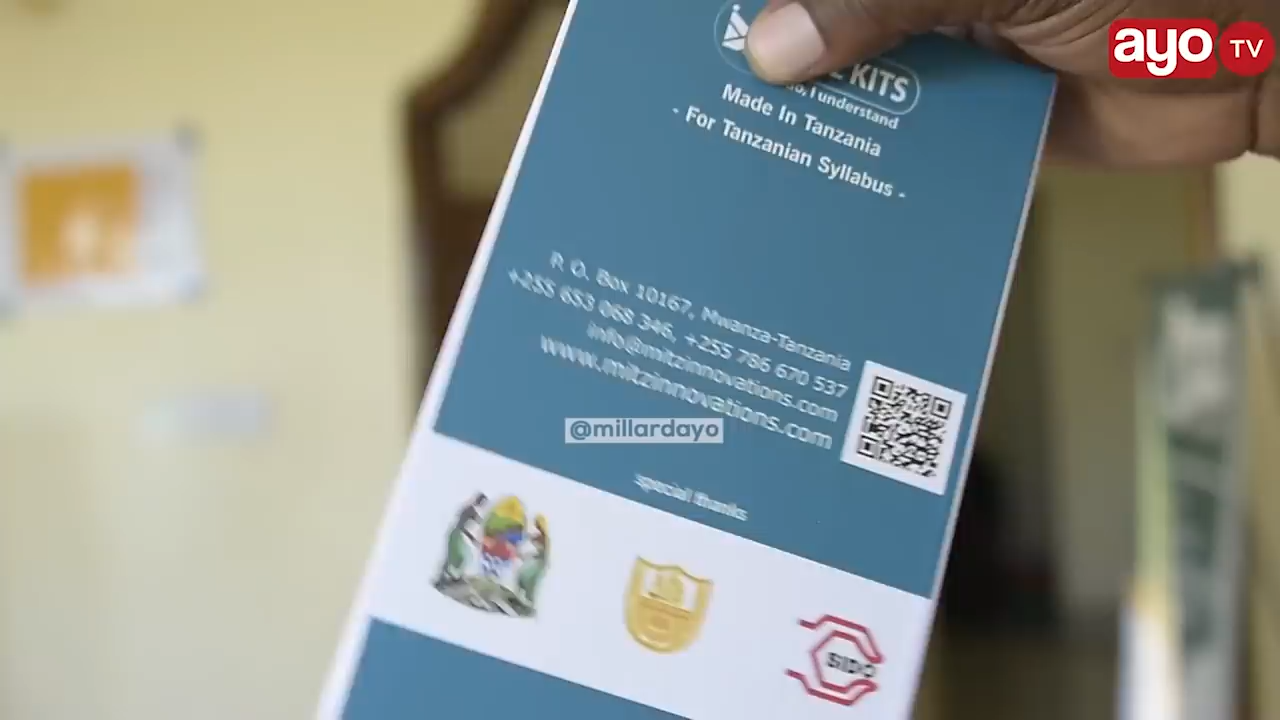 ayo TV
KITS
I understand
Made In Tanzania
- For Tanzanian Syllabus -
P. O. Box 10167, Mwanza-Tanzania
+255 653 068 346, +255 786 670 537
info@mitzinnovations.com
www.mitzinnovations.com
@millardayo
special thanks
SIDO